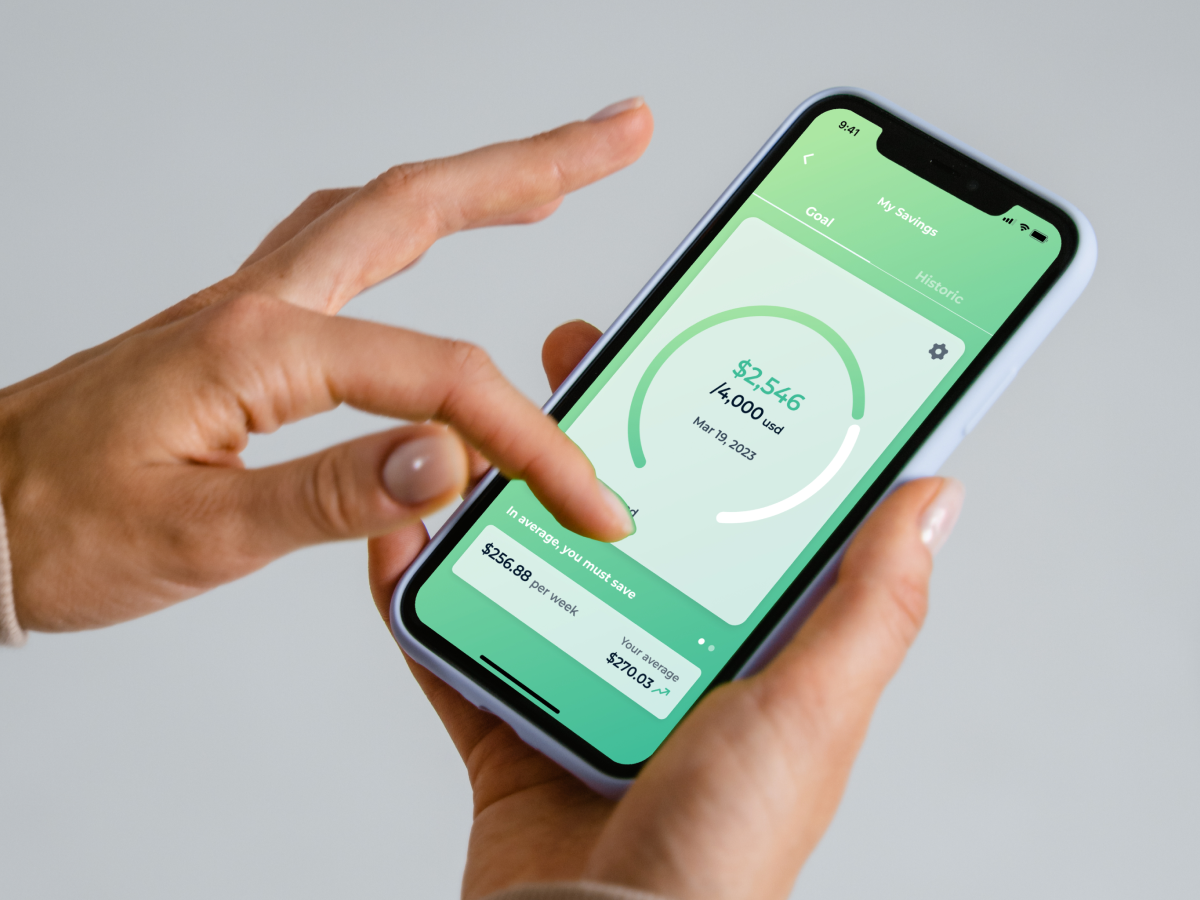 9:41
My Savings
Goal
Historic
$2,546
/4,000 usd
Mar 19, 2023
In average, you must save
$256.88 per week
Your average
$270.03